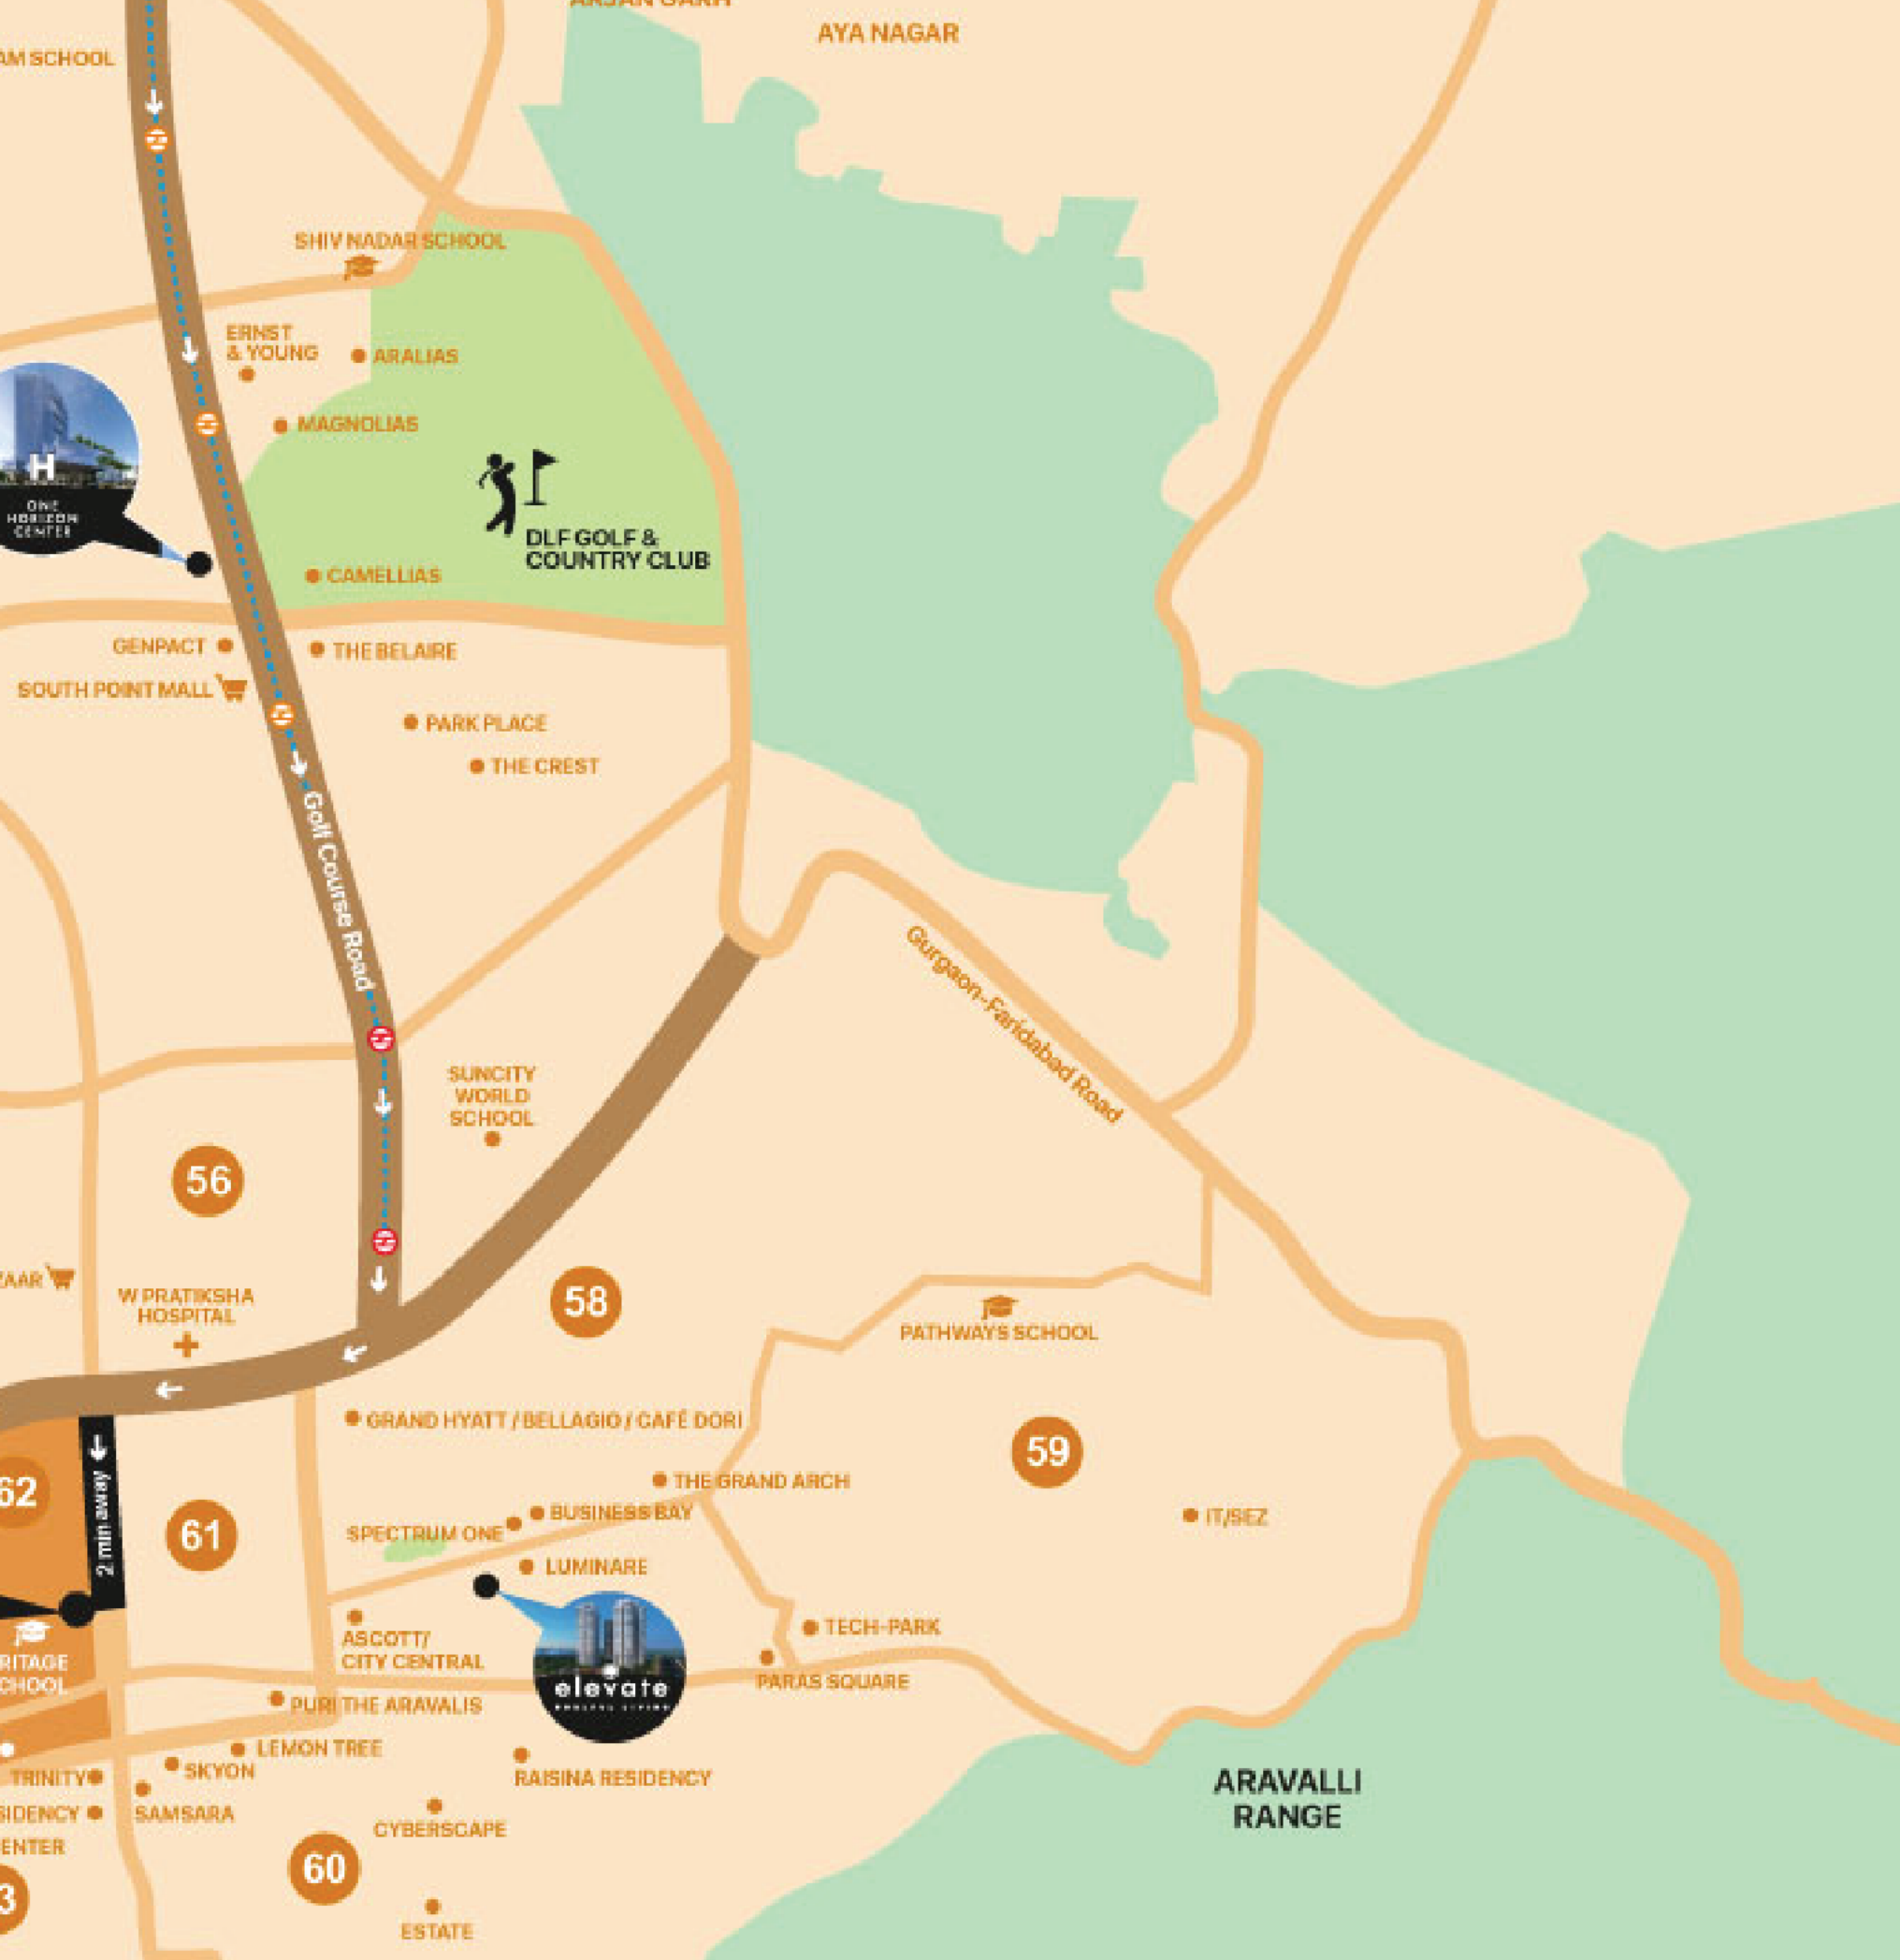 AYA NAGAR
AM SCHOOL
SHIV NADAR SCHOOL
ERNST
& YOUNG
ARALIAS
MAGNOLIAS
H
ONE
HORIZON
CENTER
DLF GOLF &
COUNTRY CLUB
CAMELLIAS
GENPACT
THE BELAIRE
SOUTH POINT MALL
PARK PLACE
THE CREST
Golf Course Road
Gurgaon-Faridabad Road
SUNCITY
WORLD
SCHOOL
56
ZAAR
W PRATIKSHA
HOSPITAL
58
PATHWAYS SCHOOL
GRAND HYATT / BELLAGIO / CAFÉ DORI
59
62
2 min away
61
THE GRAND ARCH
BUSINESS BAY
SPECTRUM ONE
IT/SEZ
LUMINARE
ASCOTT/
CITY CENTRAL
TECH-PARK
RITAGE
CHOOL
elevate
PARAS SQUARE
PURI THE ARAVALIS
LEMON TREE
SKYON
TRINITY
RAISINA RESIDENCY
ARAVALLI
RANGE
SIDENCY
SAMSARA
CYBERSCAPE
ENTER
60
3
ESTATE